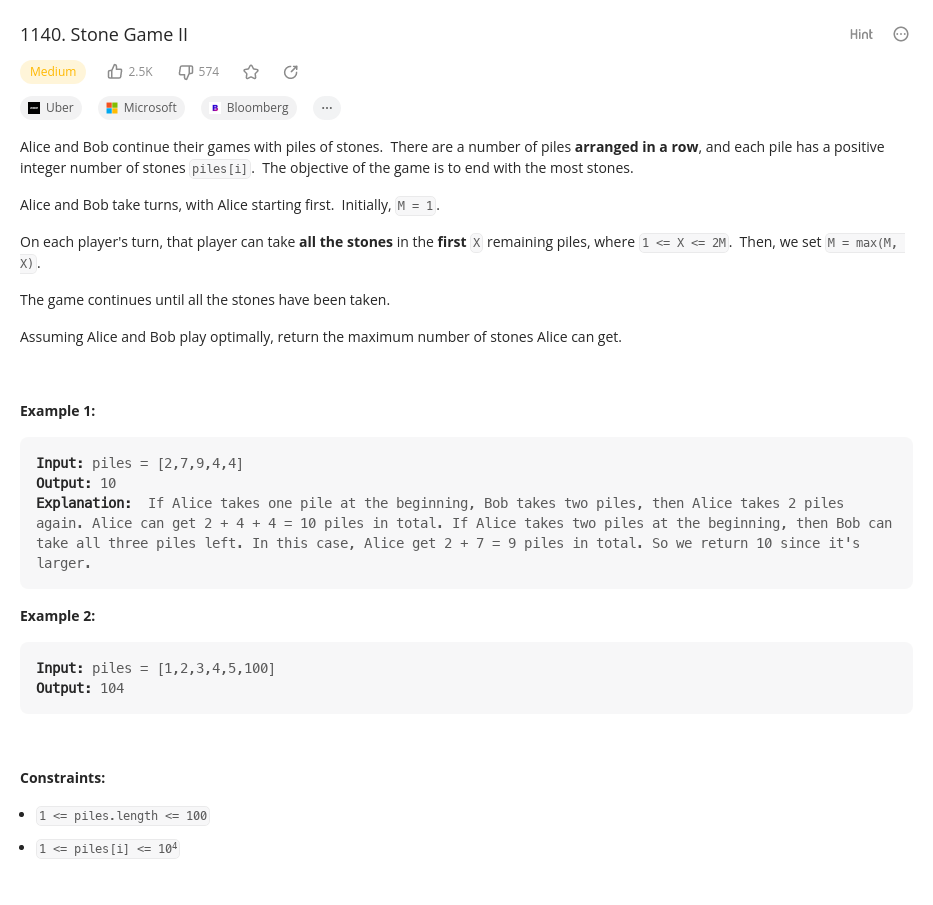 1140. Stone Game II
Hint
Medium
2.5K
574
Uber
Microsoft
B
Bloomberg
Alice and Bob continue their games with piles of stones.  There are a number of piles arranged in a row, and each pile has a positive
integer number of stones piles[i].  The objective of the game is to end with the most stones.
Alice and Bob take turns, with Alice starting first.  Initially, M = 1.
On each player's turn, that player can take all the stones in the first X remaining piles, where 1 <= X <= 2M.  Then, we set M = max(M,
X).
The game continues until all the stones have been taken.
Assuming Alice and Bob play optimally, return the maximum number of stones Alice can get.
Example 1:
Input: piles = [2,7,9,4,4]
Output: 10
Explanation:  If Alice takes one pile at the beginning, Bob takes two piles, then Alice takes 2 piles
again. Alice can get 2 + 4 + 4 = 10 piles in total. If Alice takes two piles at the beginning, then Bob can
take all three piles left. In this case, Alice get 2 + 7 = 9 piles in total. So we return 10 since it's
larger.
Example 2:
Input: piles = [1,2,3,4,5,100]
Output: 104
Constraints:
• 1 <= piles.length <= 100
• 1 <= piles[i] <= 10⁴